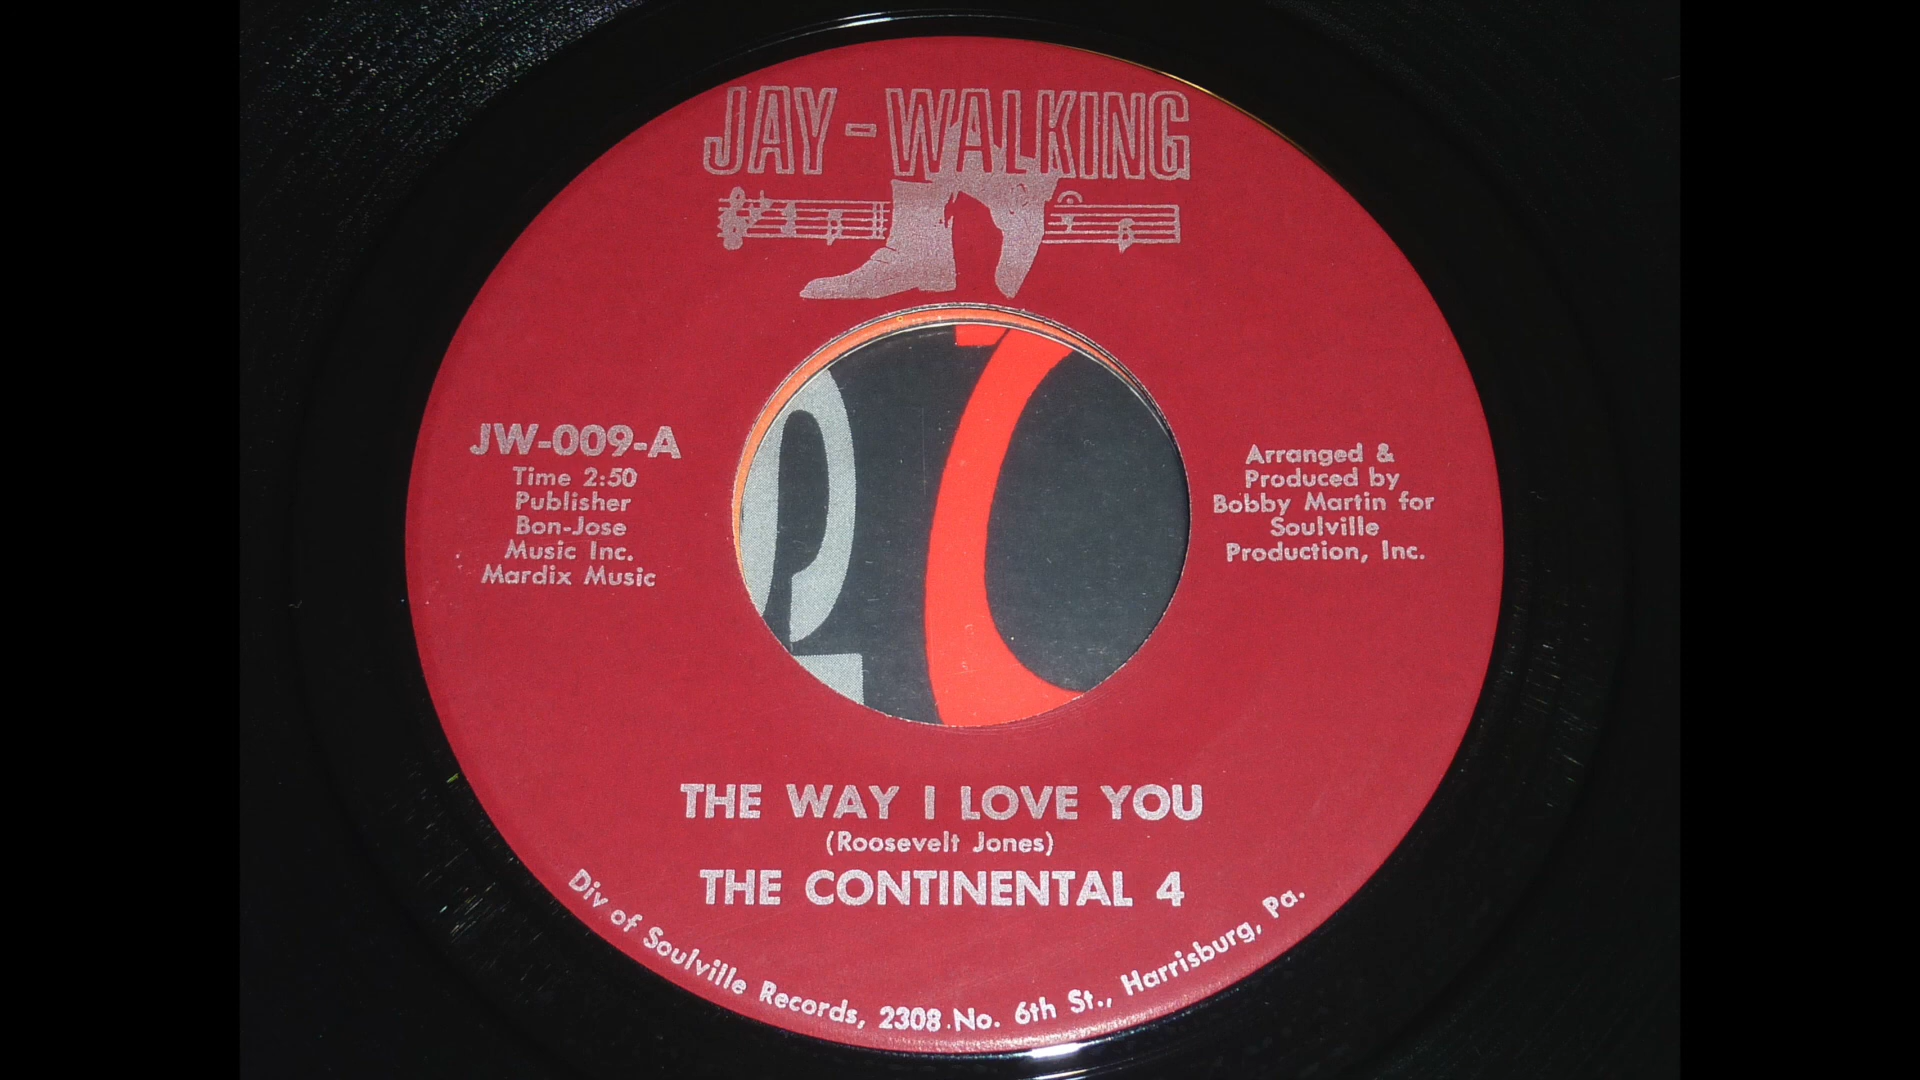 JAY-WALKING
JW-009-A
Time 2:50
Publisher
Bon-Jose
Music Inc.
Mardix Music
Arranged &
Produced by
Bobby Martin for
Soulville
Production, Inc.
THE WAY I LOVE YOU
(Roosevelt Jones)
THE CONTINENTAL 4
Div of Soulville Records, 2308 No. 6th St., Harrisburg, Pa.